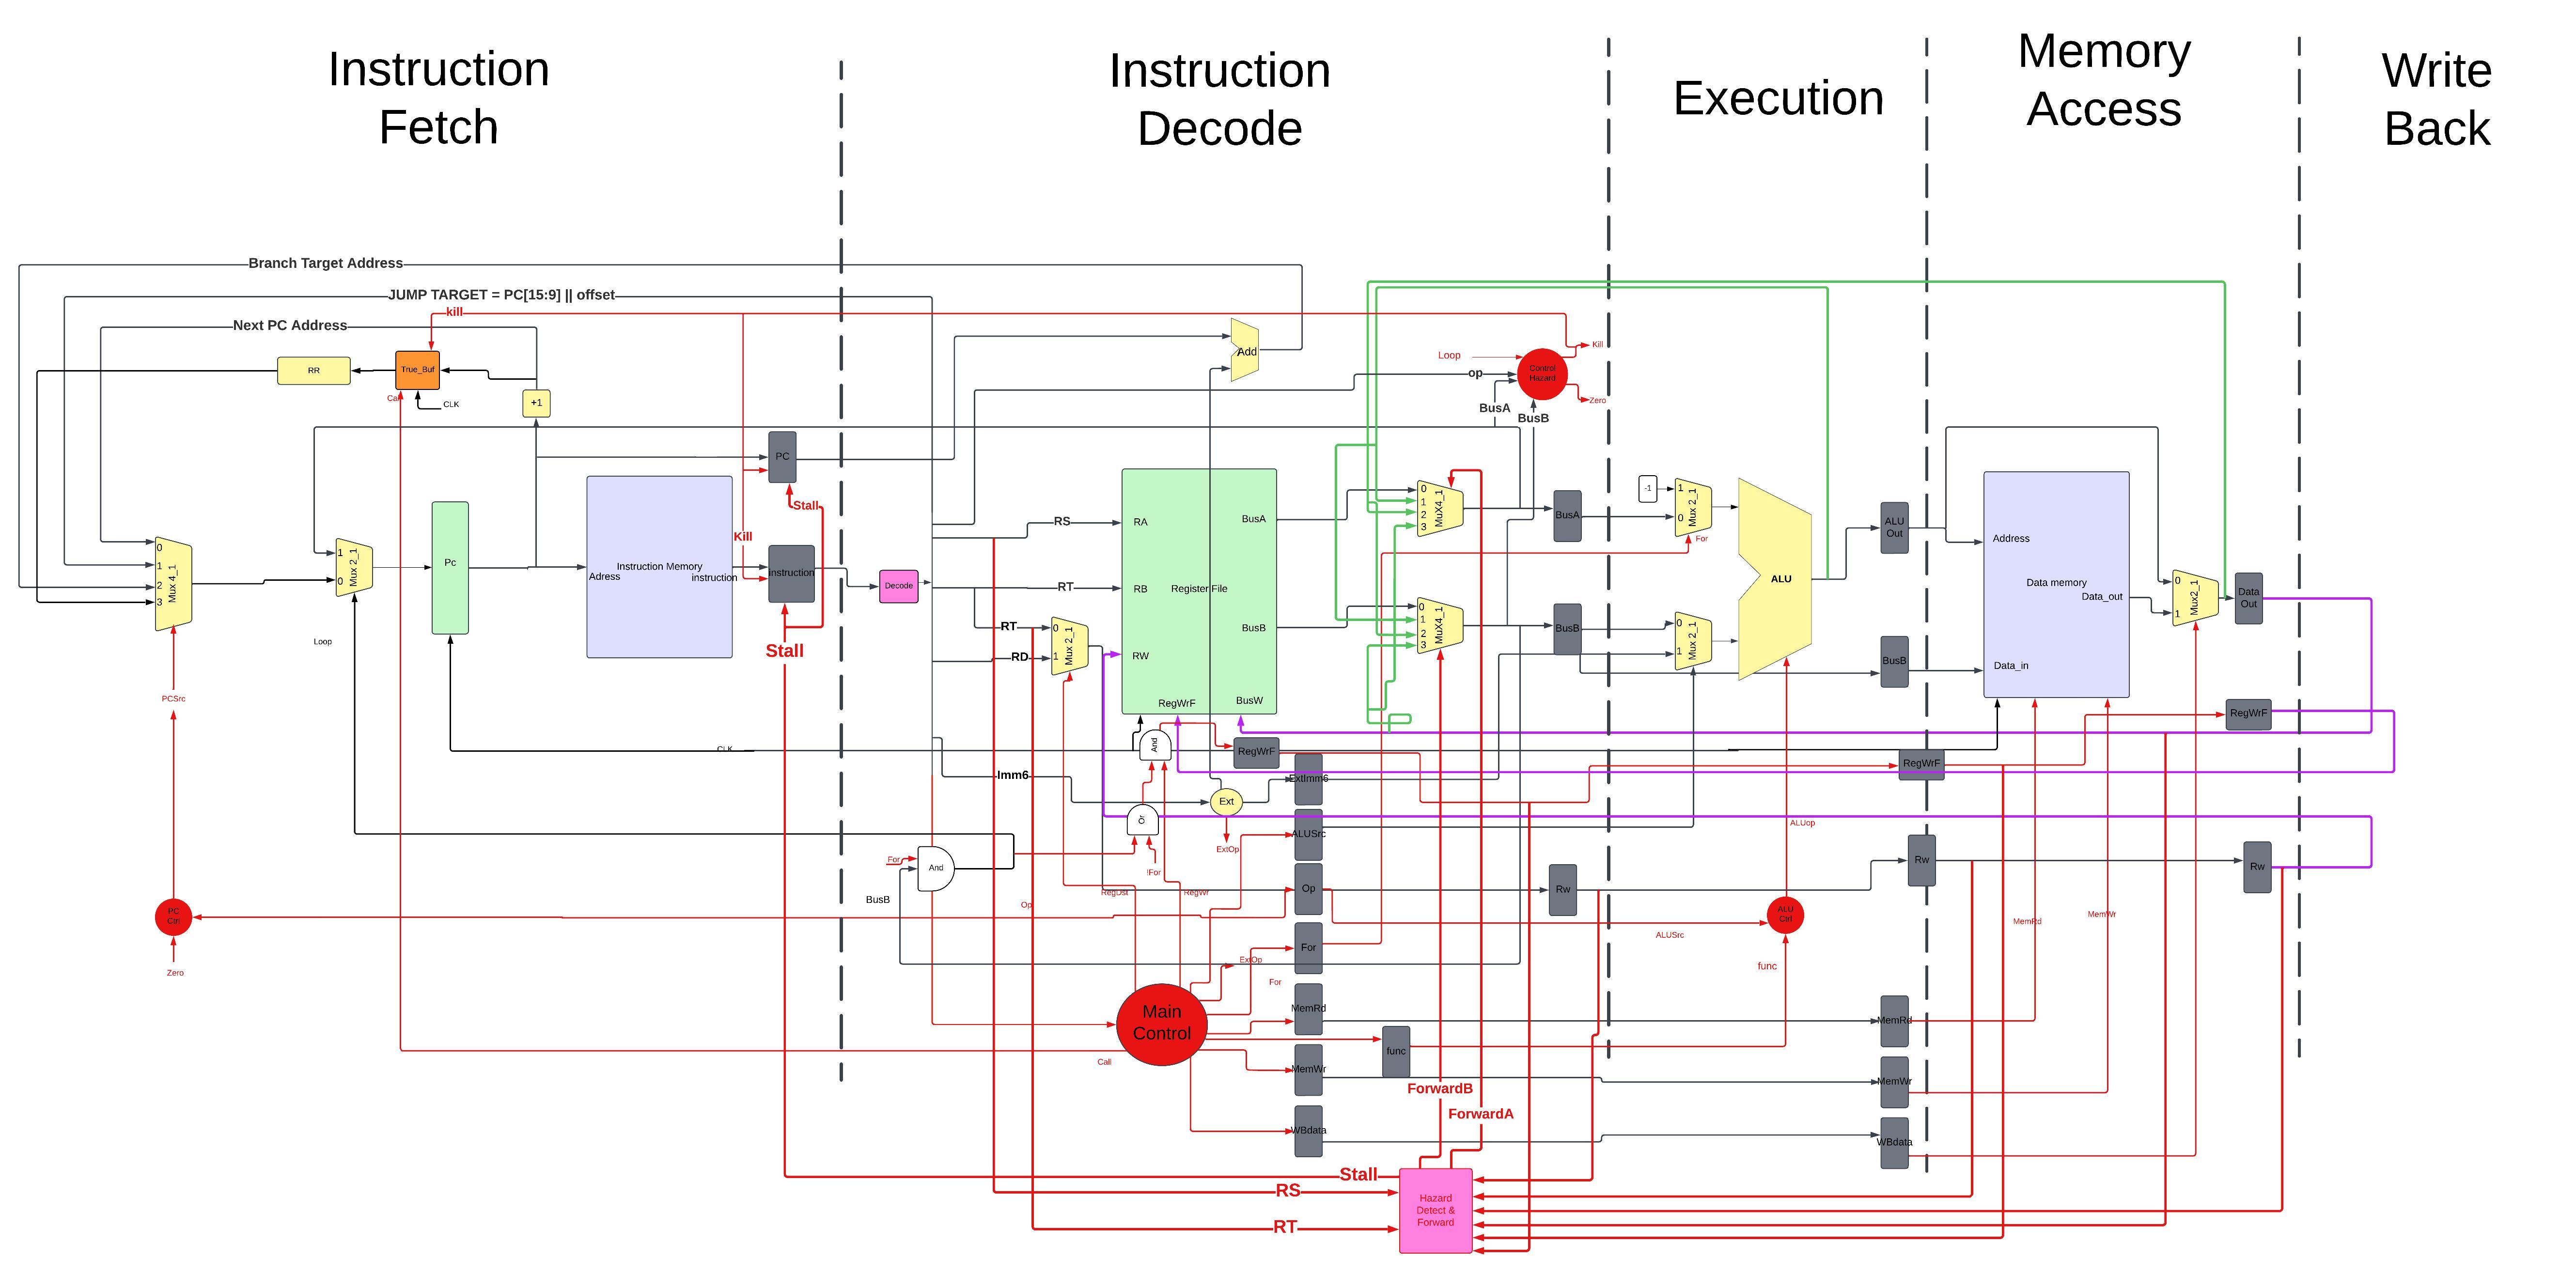 Instruction
Fetch
Instruction
Decode
Execution
Memory
Access
Write
Back
Branch Target Address
JUMP TARGET = PC[15:9] || offset
kill
Next PC Address
RR
True_Buf
CLK
+1
Add
Loop
op
Control
Hazard
Kill
Zero
BusA
BusB
PC
Stall
Kill
Pc
Instruction Memory
Adress
instruction
instruction
Decode
0
1
2
3
Mux 4_1
1
0
Mux 2_1
Loop
PCSrc
PC
Ctrl
Zero
Stall
RS
RT
RT
RD
0
1
Mux 2_1
RA
RB
RW
Register File
BusA
BusB
RegWrF
BusW
0
1
2
3
MuX4_1
0
1
2
3
MuX4_1
BusA
BusB
-1
1
0
Mux 2_1
For
0
1
Mux 2_1
ALU
ALU
Out
BusB
Address
Data memory
Data_out
Data_in
0
1
Mux2_1
Data
Out
RegWrF
CLK
And
RegWrF
RegWrF
Imm6
Ext
ExtImm6
Or
ExtOp
ALUSrc
ALUop
For
And
BusB
!For
RegDst
RegWr
Op
Op
Rw
Rw
Rw
ALU
Ctrl
ALUSrc
func
MemRd
MemWr
For
ExtOp
For
Main
Control
Call
MemRd
func
MemWr
WBdata
MemRd
MemWr
WBdata
ForwardB
ForwardA
Stall
RS
RT
Hazard
Detect &
Forward